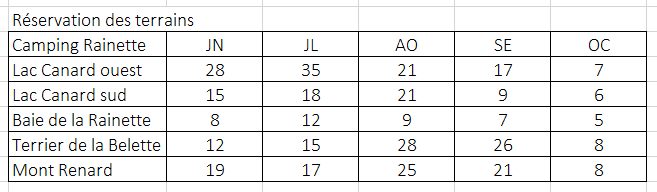 Réservation des terrains
Camping Rainette JN JL AO SE OC
Lac Canard ouest 28 35 21 17 7
Lac Canard sud 15 18 21 9 6
Baie de la Rainette 8 12 9 7 5
Terrier de la Belette 12 15 28 26 8
Mont Renard 19 17 25 21 8